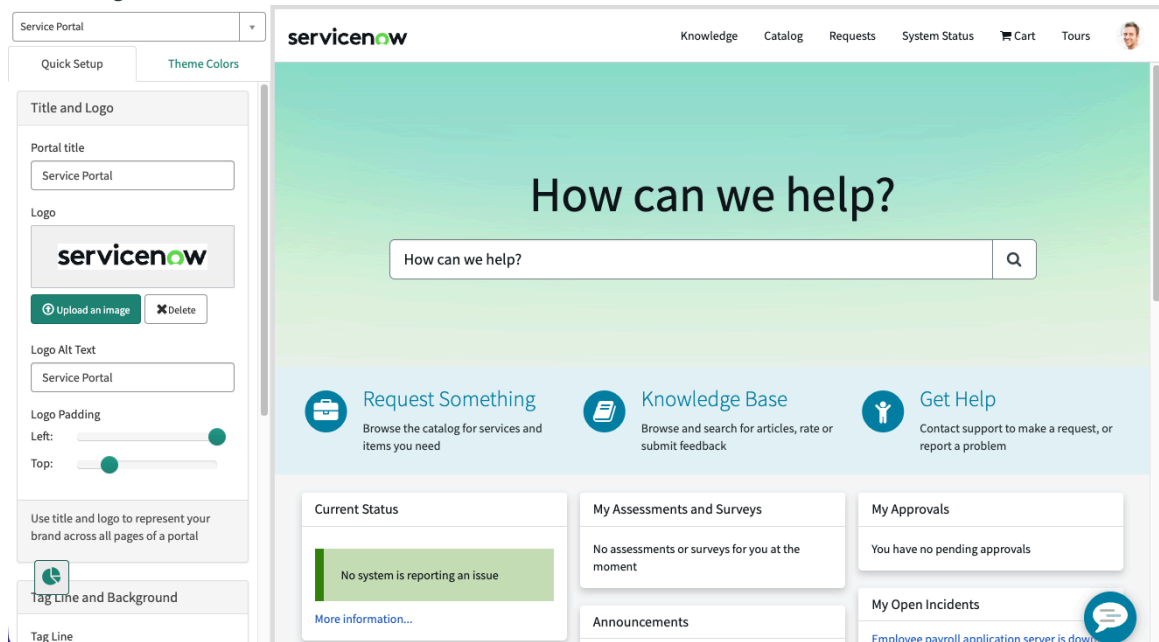 Service Portal
Quick Setup
Theme Colors
Title and Logo
Portal title
Service Portal
Logo
servicenow
Upload an image
Delete
Logo Alt Text
Service Portal
Logo Padding
Left:
Top:
Use title and logo to represent your
brand across all pages of a portal
Tag Line and Background
Tag Line
servicenow
Knowledge
Catalog
Requests
System Status
Cart
Tours
How can we help?
How can we help?
Request Something
Browse the catalog for services and
items you need
Knowledge Base
Browse and search for articles, rate or
submit feedback
Get Help
Contact support to make a request, or
report a problem
Current Status
No system is reporting an issue
More information...
My Assessments and Surveys
No assessments or surveys for you at the
moment
Announcements
My Approvals
You have no pending approvals
My Open Incidents
Employee payroll application server is down